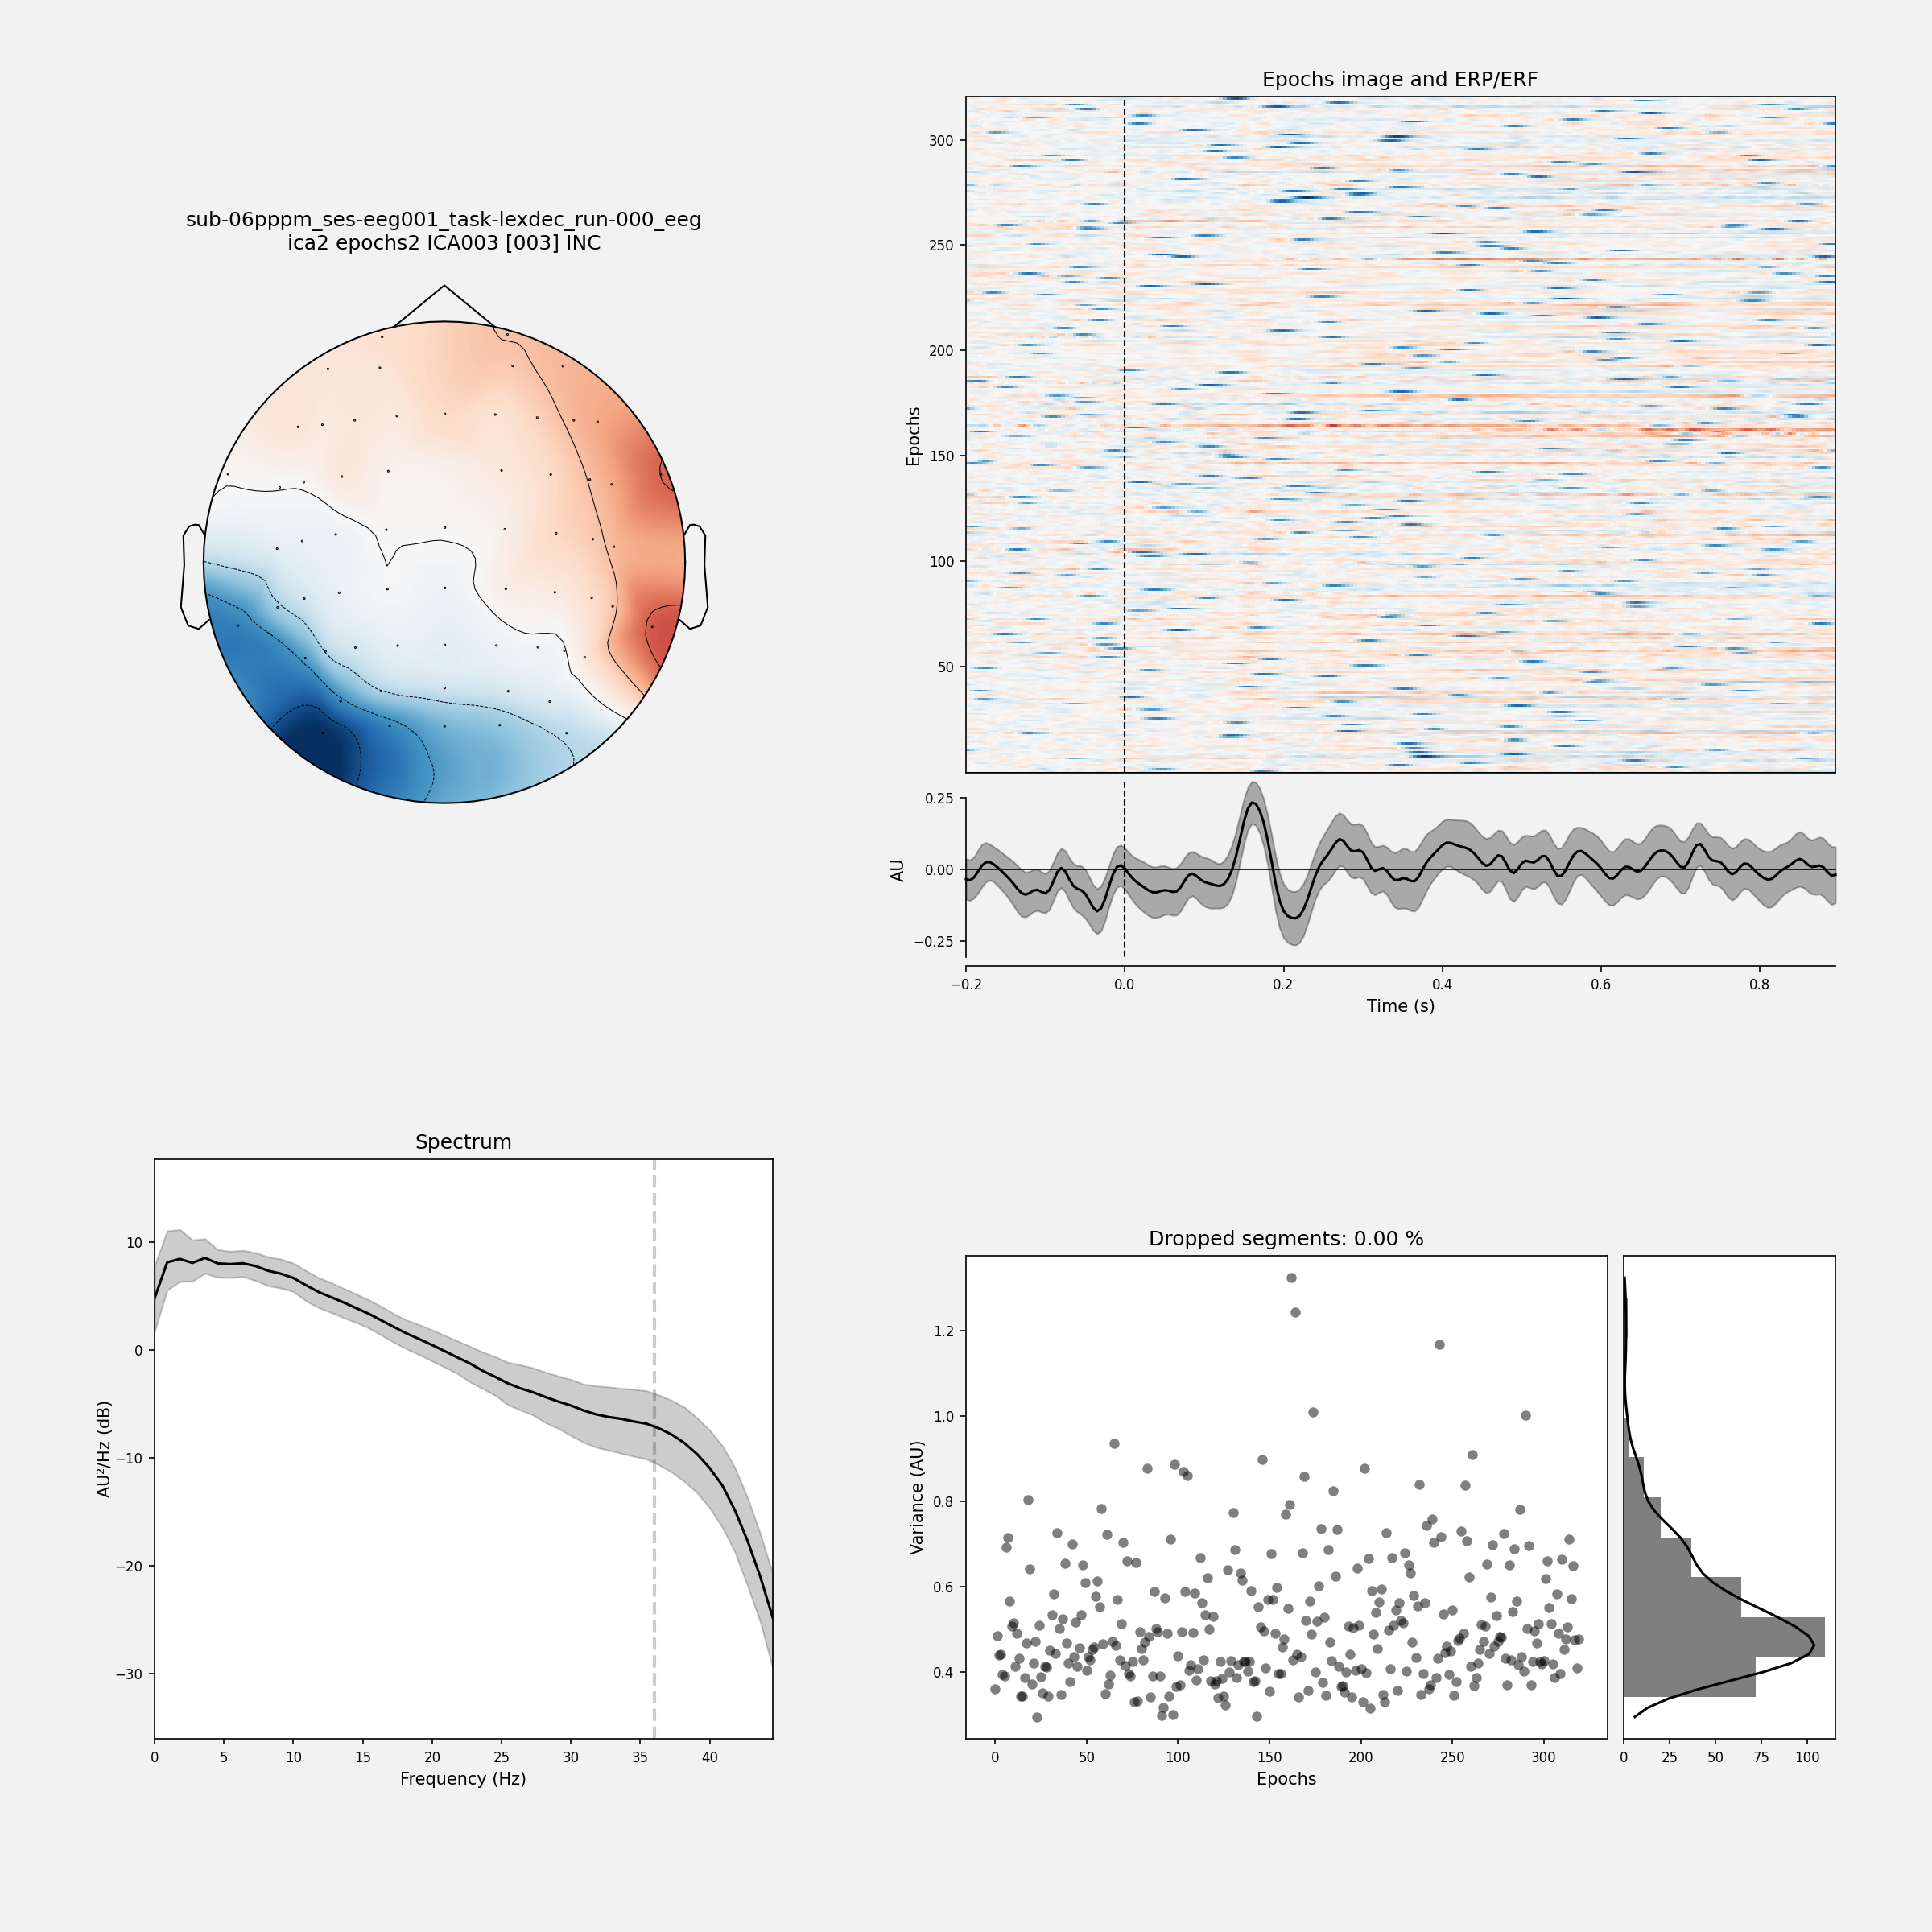 sub-06pppm_ses-eeg001_task-lexdec_run-000_eeg
ica2 epochs2 ICA003 [003] INC
Epochs image and ERP/ERF
300
250
200
150
100
50
Epochs
0.25
0.00
−0.25
AU
−0.2 0.0 0.2 0.4 0.6 0.8
Time (s)
Spectrum
10
0
−10
−20
−30
AU²/Hz (dB)
0 5 10 15 20 25 30 35 40
Frequency (Hz)
Dropped segments: 0.00 %
1.2
1.0
0.8
0.6
0.4
Variance (AU)
0 50 100 150 200 250 300
Epochs
0 25 50 75 100